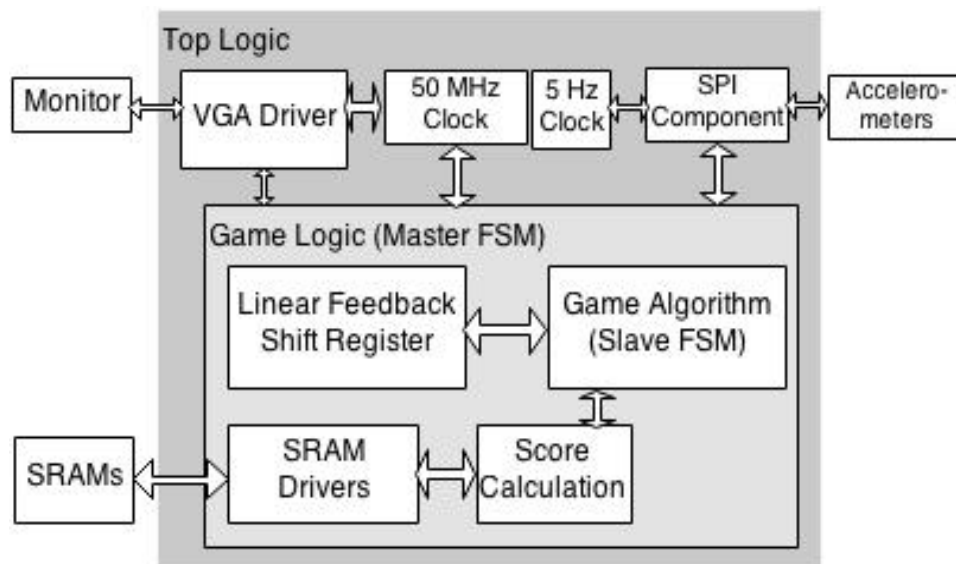 Top Logic
Monitor
VGA Driver
50 MHz
Clock
5 Hz
Clock
SPI
Component
Accelero-
meters
Game Logic (Master FSM)
Linear Feedback
Shift Register
Game Algorithm
(Slave FSM)
SRAMs
SRAM
Drivers
Score
Calculation